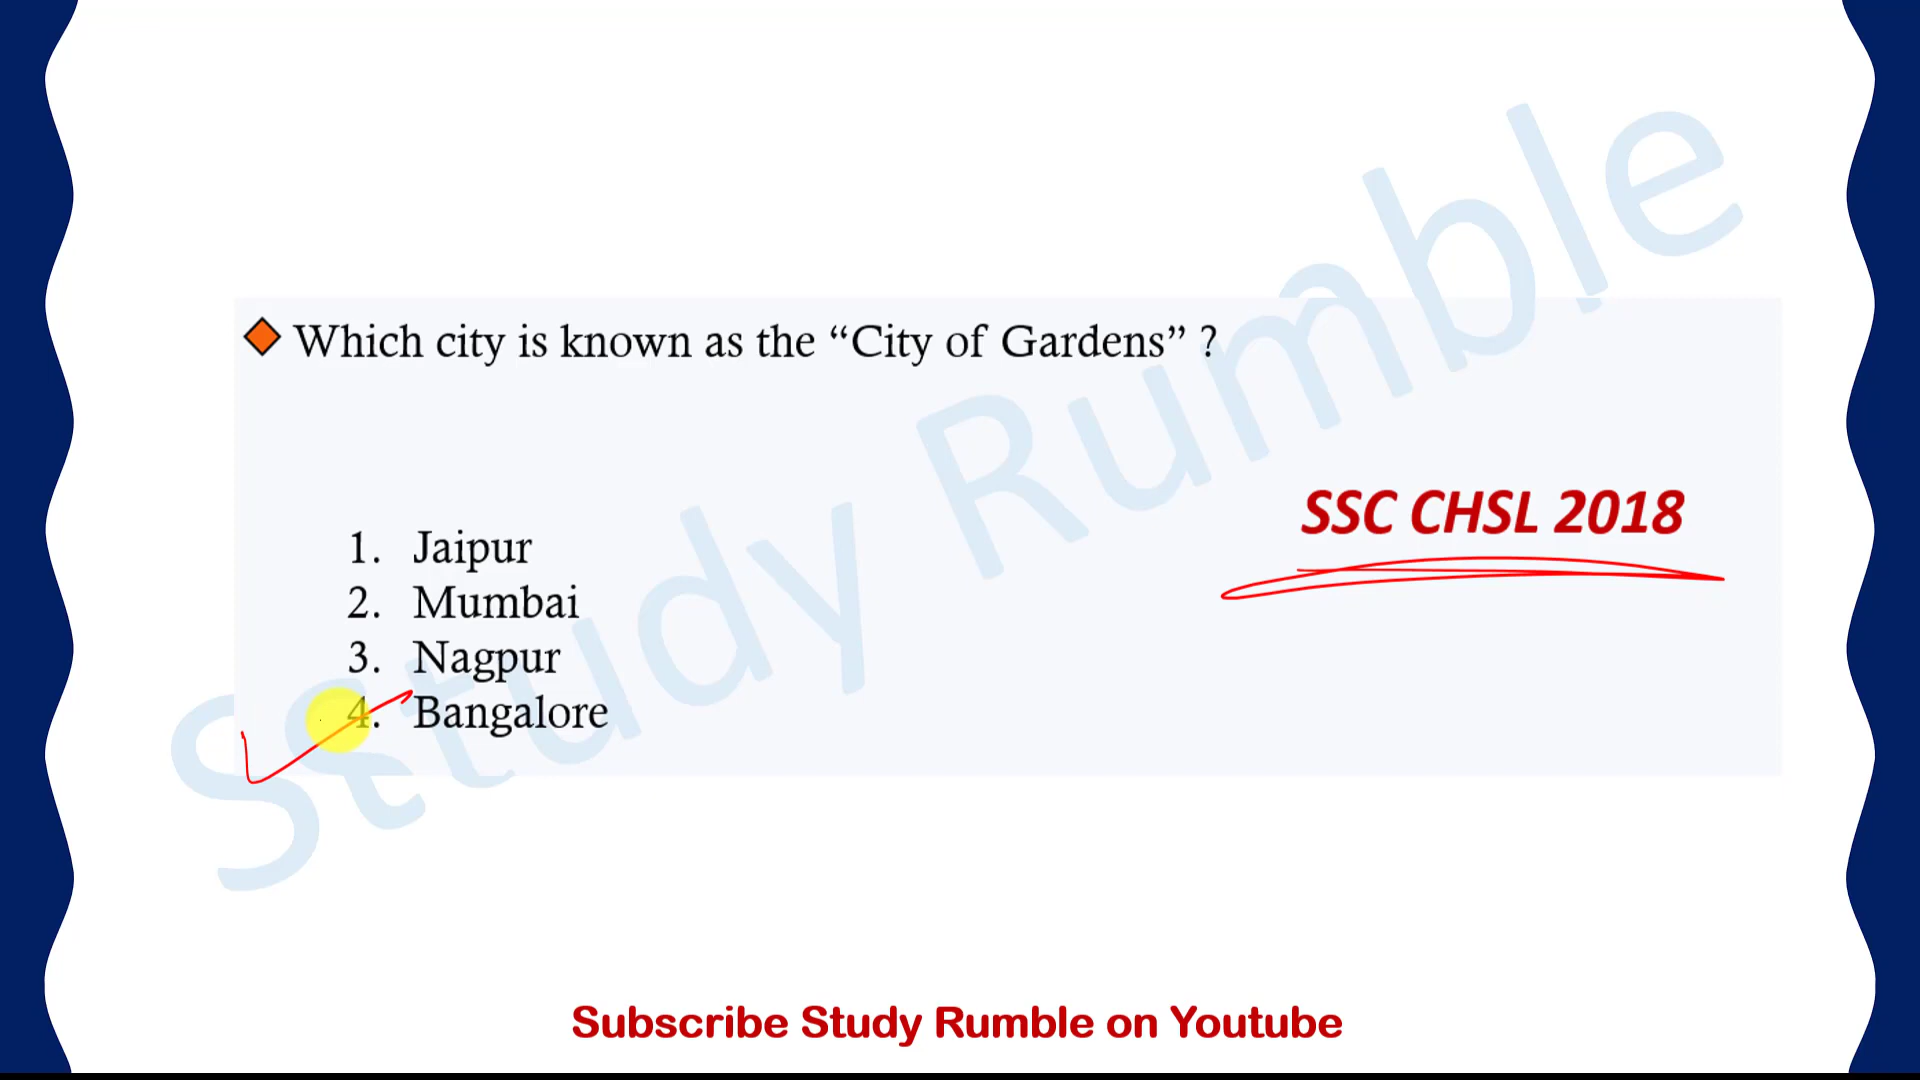 Which city is known as the “City of Gardens” ?
SSC CHSL 2018
1. Jaipur
2. Mumbai
3. Nagpur
4. Bangalore
Study Rumble
Subscribe Study Rumble on Youtube